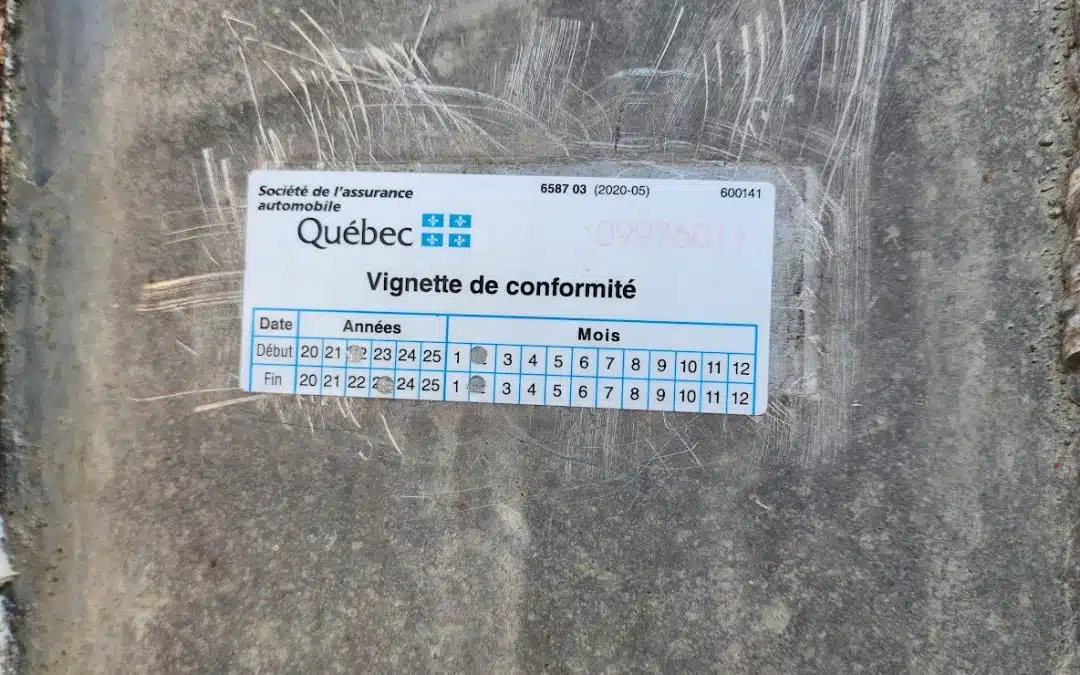 Société de l'assurance
automobile
Québec
6587 03 (2020-05) 600141
Vignette de conformité
Date Années Mois
Début 20 21 23 24 25 1 3 4 5 6 7 8 9 10 11 12
Fin 20 21 22 24 25 1 3 4 5 6 7 8 9 10 11 12